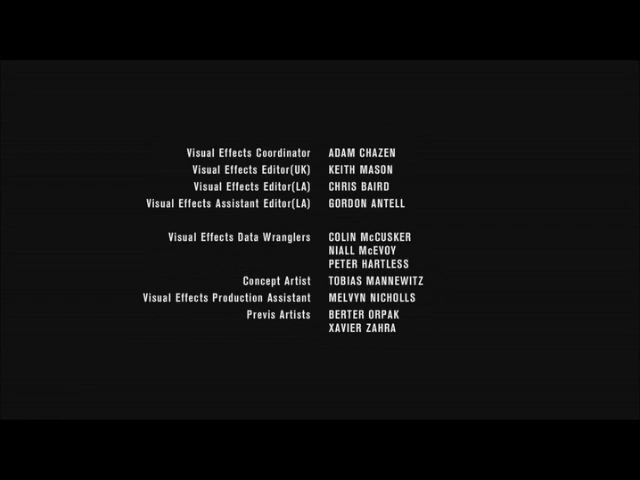 Visual Effects Coordinator ADAM CHAZEN
Visual Effects Editor(UK) KEITH MASON
Visual Effects Editor(LA) CHRIS BAIRD
Visual Effects Assistant Editor(LA) GORDON ANTELL
Visual Effects Data Wranglers COLIN McCUSKER
NIALL McEVOY
PETER HARTLESS
Concept Artist TOBIAS MANNEWITZ
Visual Effects Production Assistant MELVYN NICHOLLS
Previs Artists BERTER ORPAK
XAVIER ZAHRA